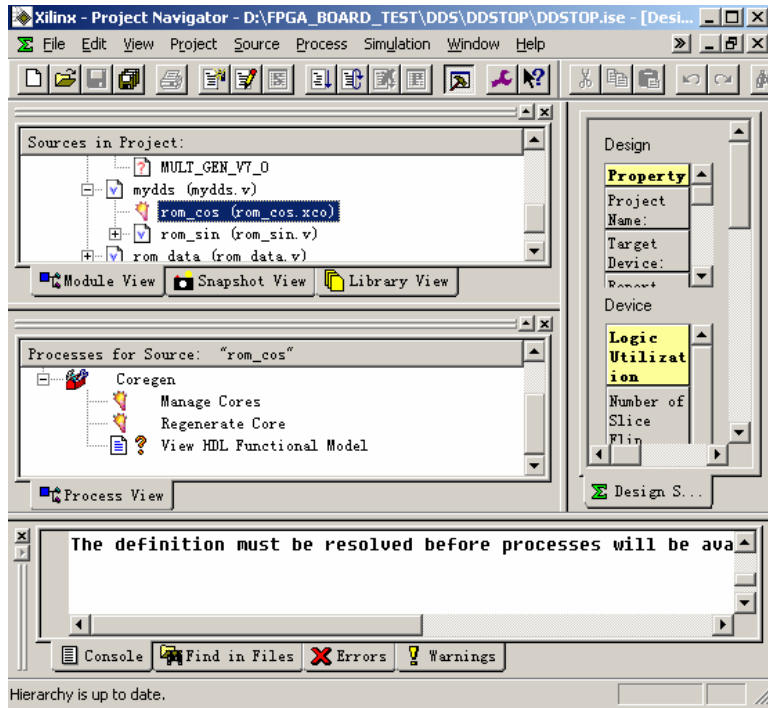 Xilinx - Project Navigator - D:\FPGA_BOARD_TEST\DDS\DDSTOP\DDSTOP.ise - [Desi...
File Edit View Project Source Process Simulation Window Help »
Sources in Project:
MULT_GEN_V7_0
mydds (mydds.v)
rom_cos (rom_cos.xco)
rom_sin (rom_sin.v)
rom data (rom data.v)
Module View Snapshot View Library View
Processes for Source: "rom_cos"
Coregen
Manage Cores
Regenerate Core
View HDL Functional Model
Process View
Design
Property
Project
Name:
Target
Device:
Report
Device
Logic
Utilizat
ion
Number of
Slice
Flip
Design S...
The definition must be resolved before processes will be ava
Console Find in Files Errors Warnings
Hierarchy is up to date.